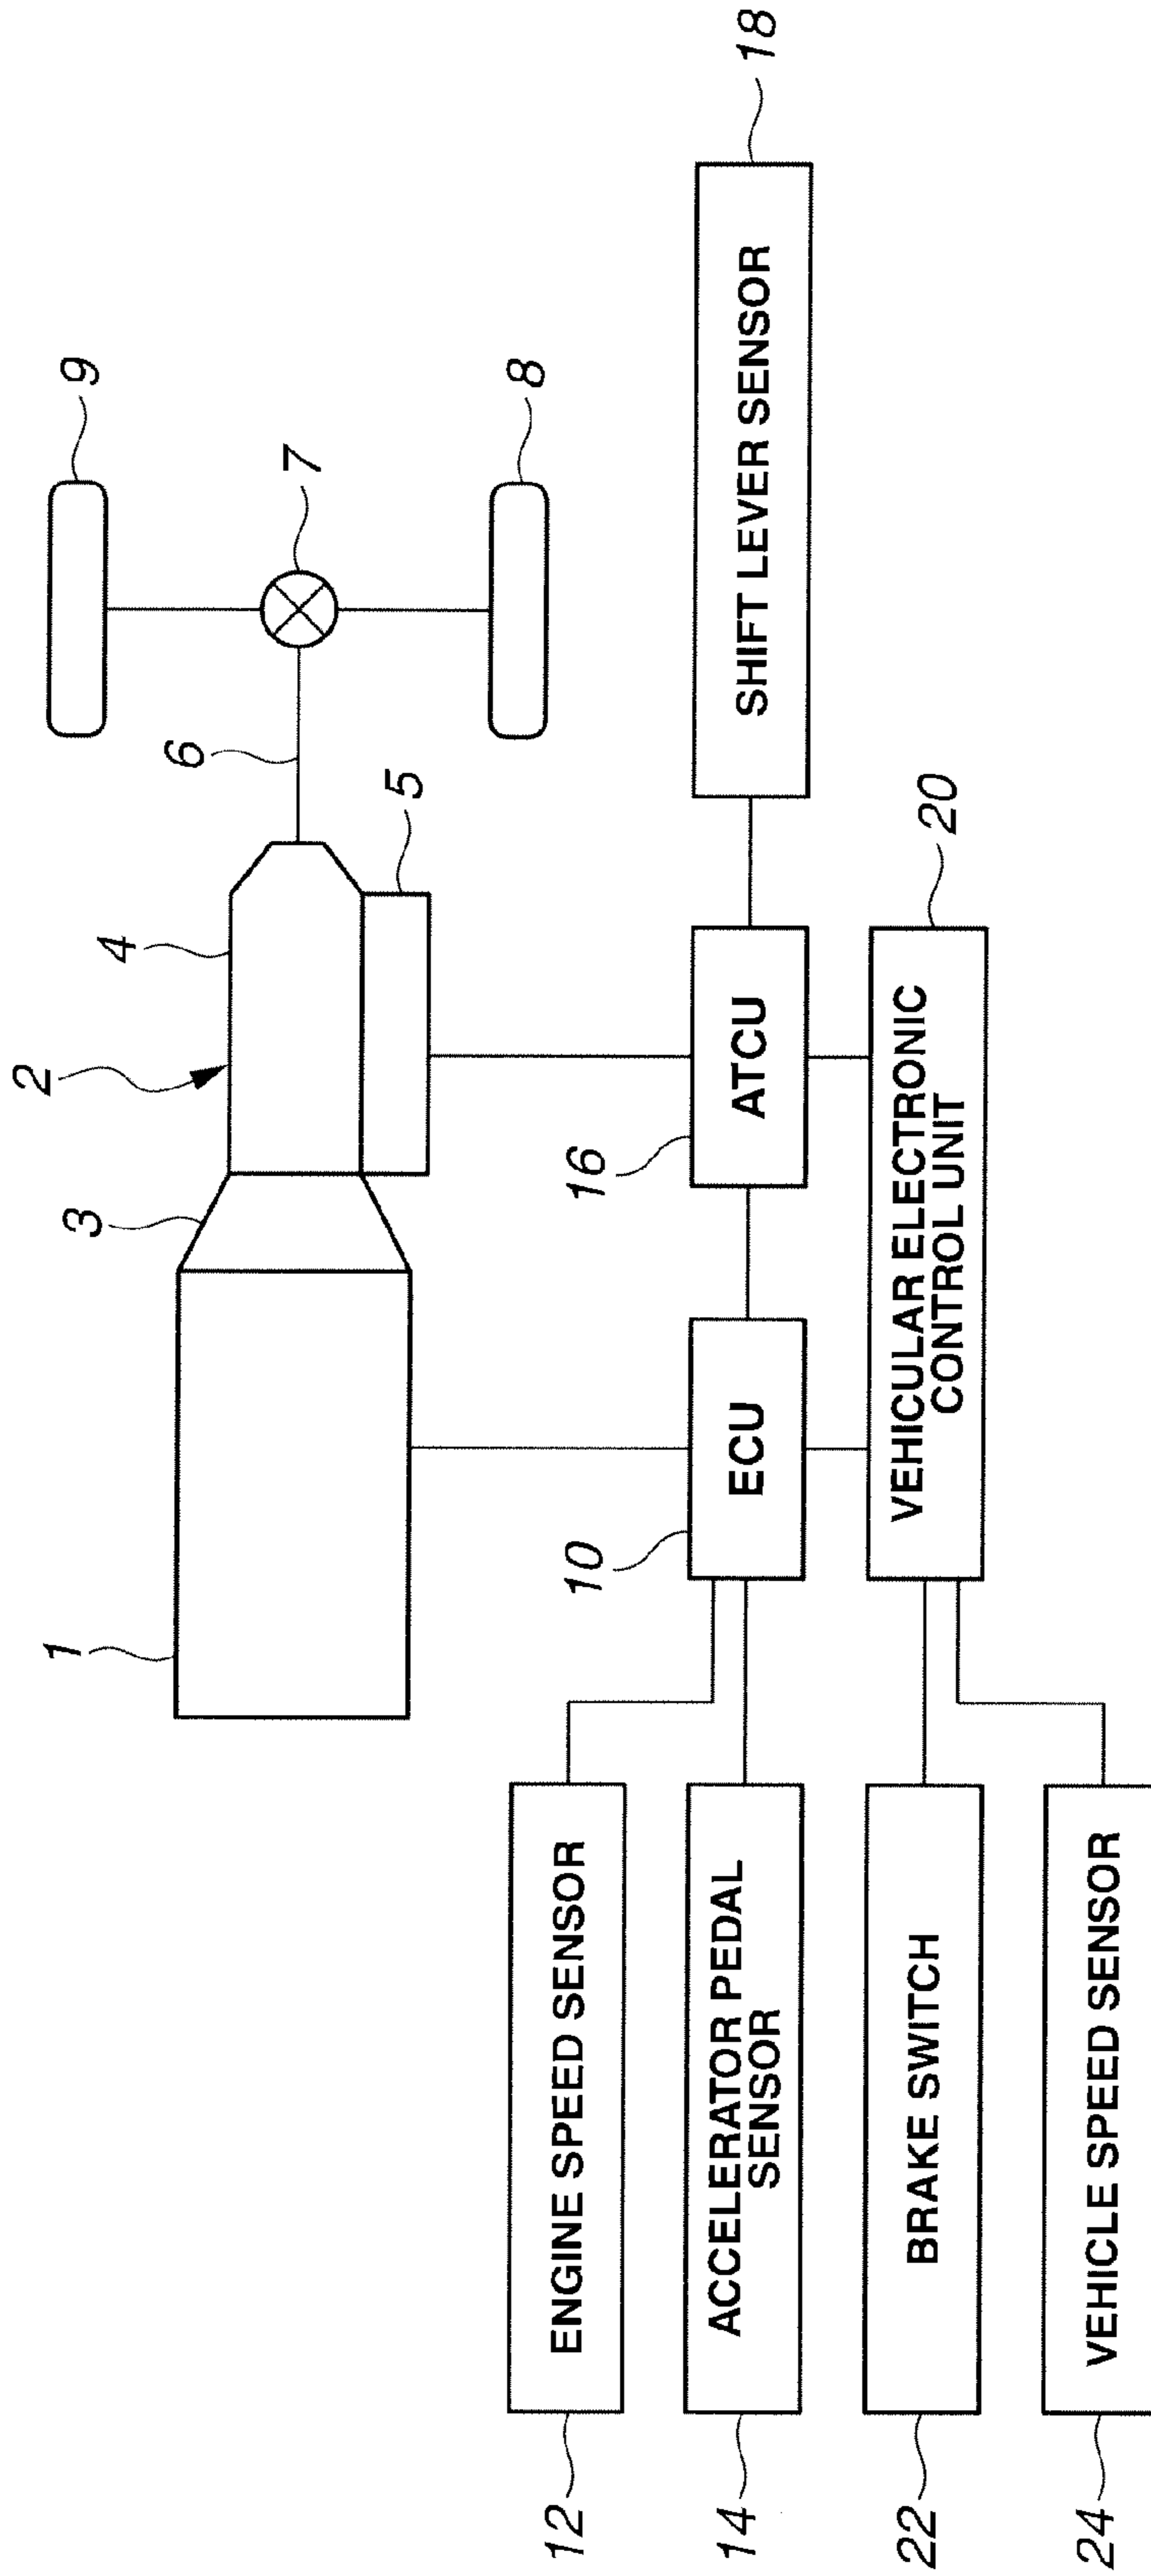 9
2
4
6
7
1
3
5
8
10
16
18
12
ENGINE SPEED SENSOR
14
ACCELERATOR PEDAL
SENSOR
ECU
ATCU
SHIFT LEVER SENSOR
20
22
BRAKE SWITCH
VEHICULAR ELECTRONIC
CONTROL UNIT
24
VEHICLE SPEED SENSOR